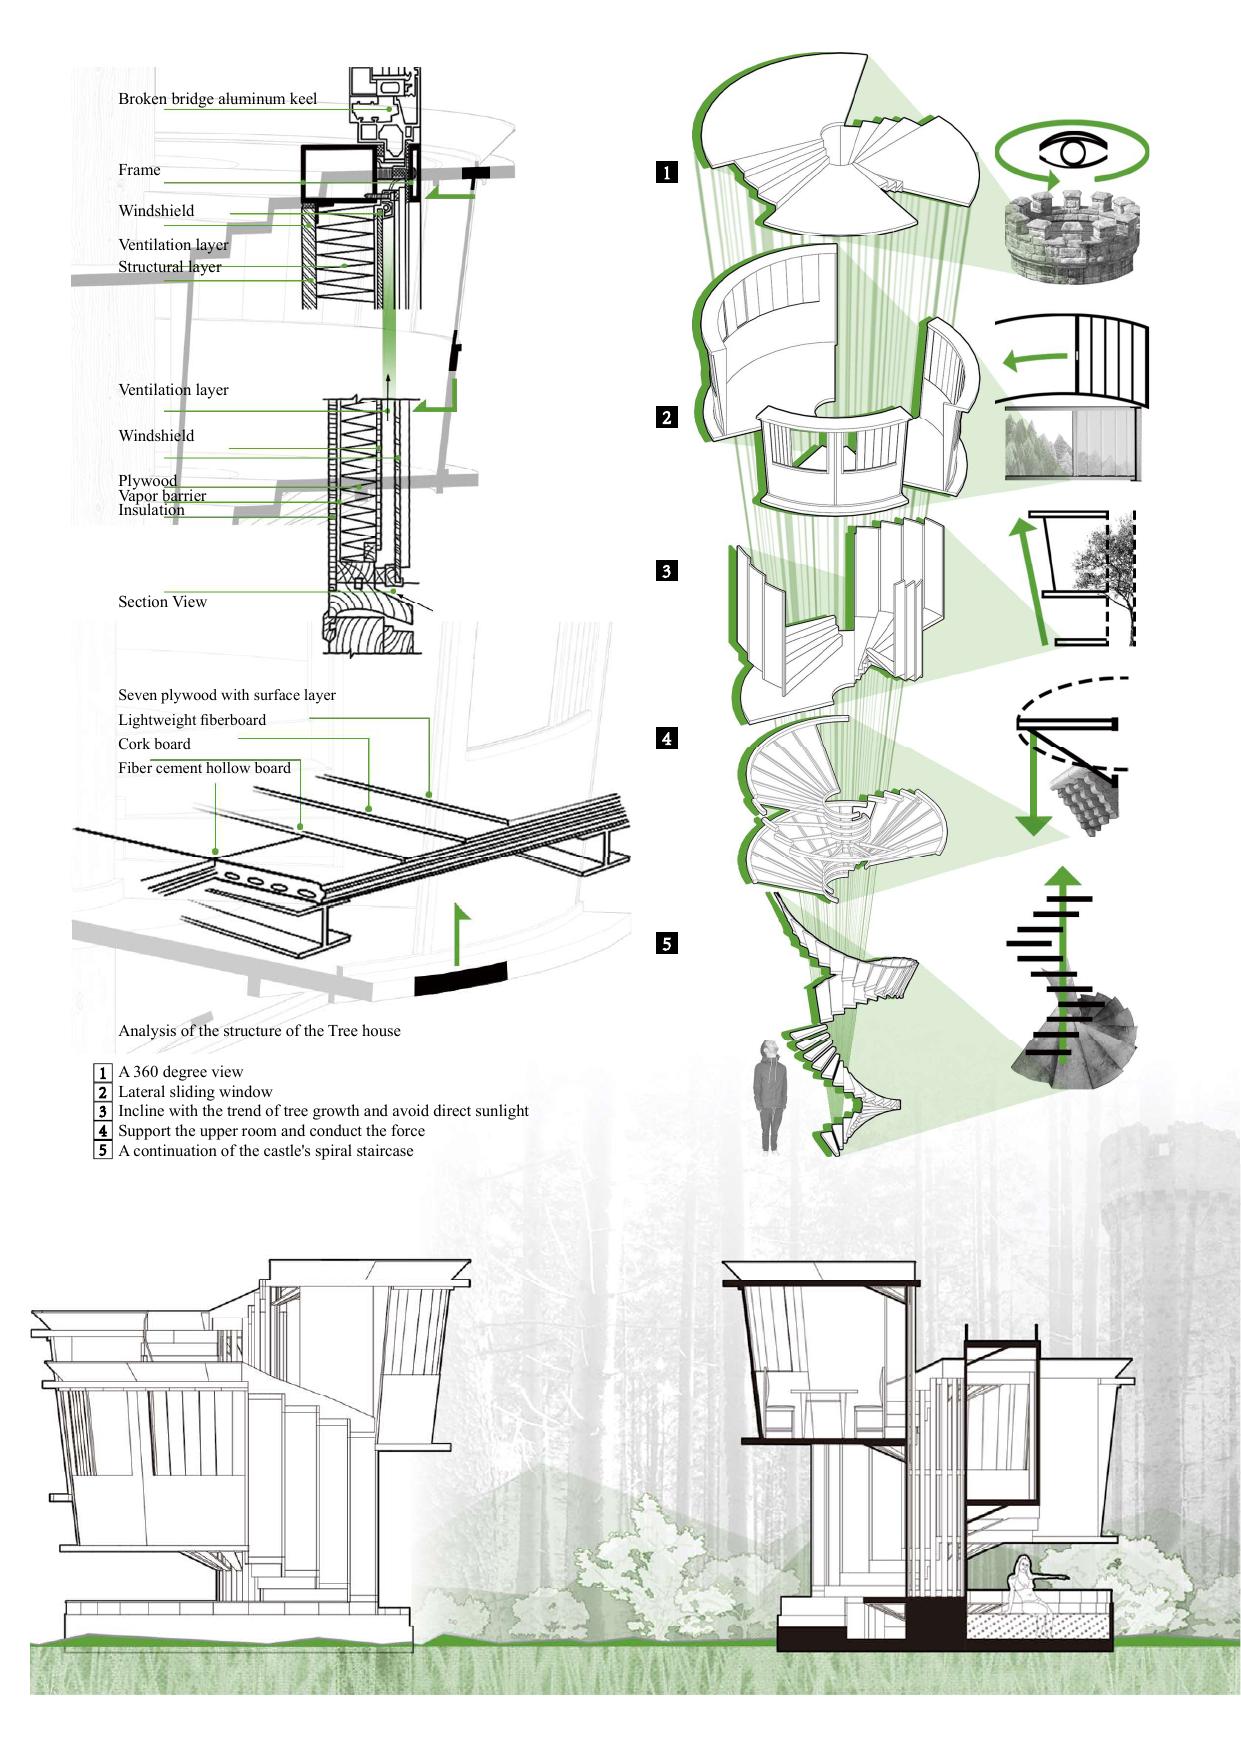 Broken bridge aluminum keel
Frame
Windshield
Ventilation layer
Structural layer
Ventilation layer
Windshield
Plywood
Vapor barrier
Insulation
Section View
Seven plywood with surface layer
Lightweight fiberboard
Cork board
Fiber cement hollow board
Analysis of the structure of the Tree house
1 A 360 degree view
2 Lateral sliding window
3 Incline with the trend of tree growth and avoid direct sunlight
4 Support the upper room and conduct the force
5 A continuation of the castle's spiral staircase
1
2
3
4
5